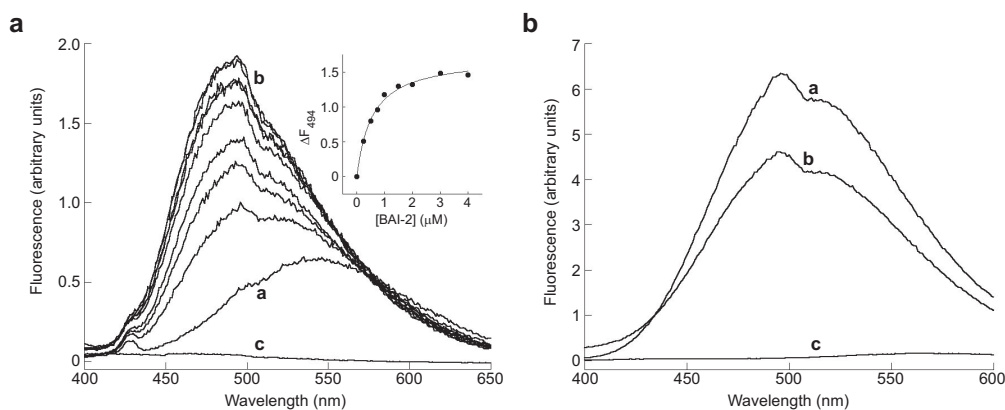 a
2.0
1.5
1.0
0.5
0
400
450
500
550
600
650
Wavelength (nm)
Fluorescence (arbitrary units)
b
a
c
1.5
1.0
0.5
0
0
1
2
3
4
[BAI-2] (μM)
ΔF494
b
7
6
5
4
3
2
1
0
400
450
500
550
600
Wavelength (nm)
Fluorescence (arbitrary units)
a
b
c